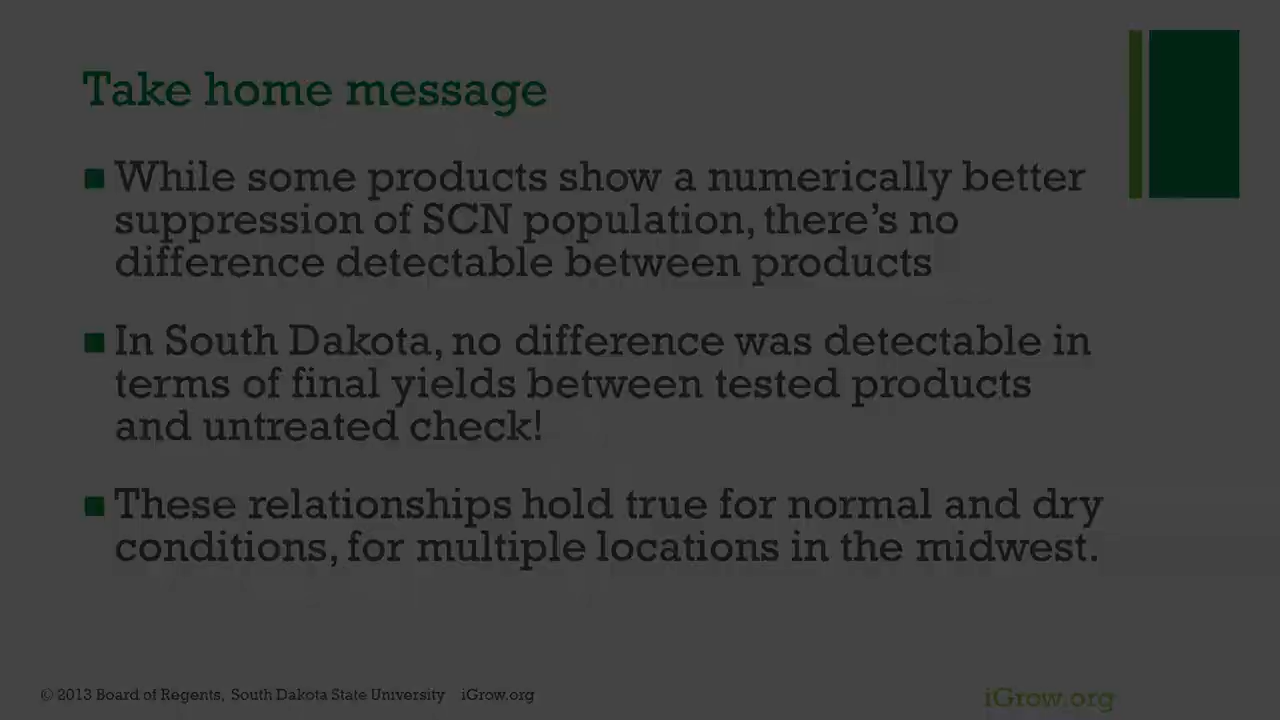 Take home message
While some products show a numerically better
suppression of SCN population, there's no
difference detectable between products
In South Dakota, no difference was detectable in
terms of final yields between tested products
and untreated check!
These relationships hold true for normal and dry
conditions, for multiple locations in the midwest.
© 2013 Board of Regents, South Dakota State University iGrow.org
iGrow.org